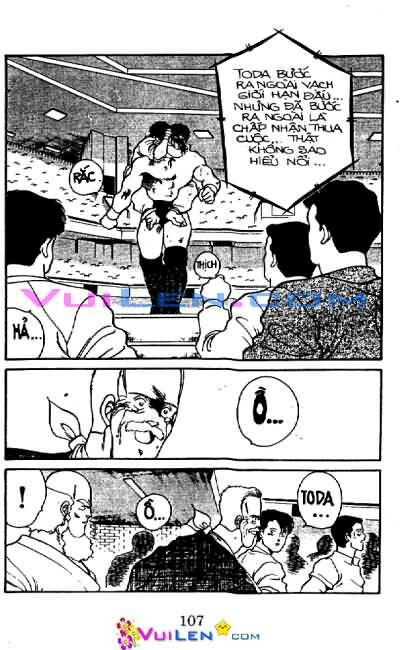 TODA BƯỚC
RA NGOÀI VẠCH
GIỚI HẠN ĐẤU...
NHƯNG ĐÃ BƯỚC
RA NGOÀI LÀ
CHẤP NHẬN THUA
CUỘC... THẬT
KHÔNG SAO
HIỂU NỔI...
RẮC
THỊCH
VUILEN.COM
HẢ...
Ồ...
!
Ồ...
TODA
...
107
VUILEN.COM